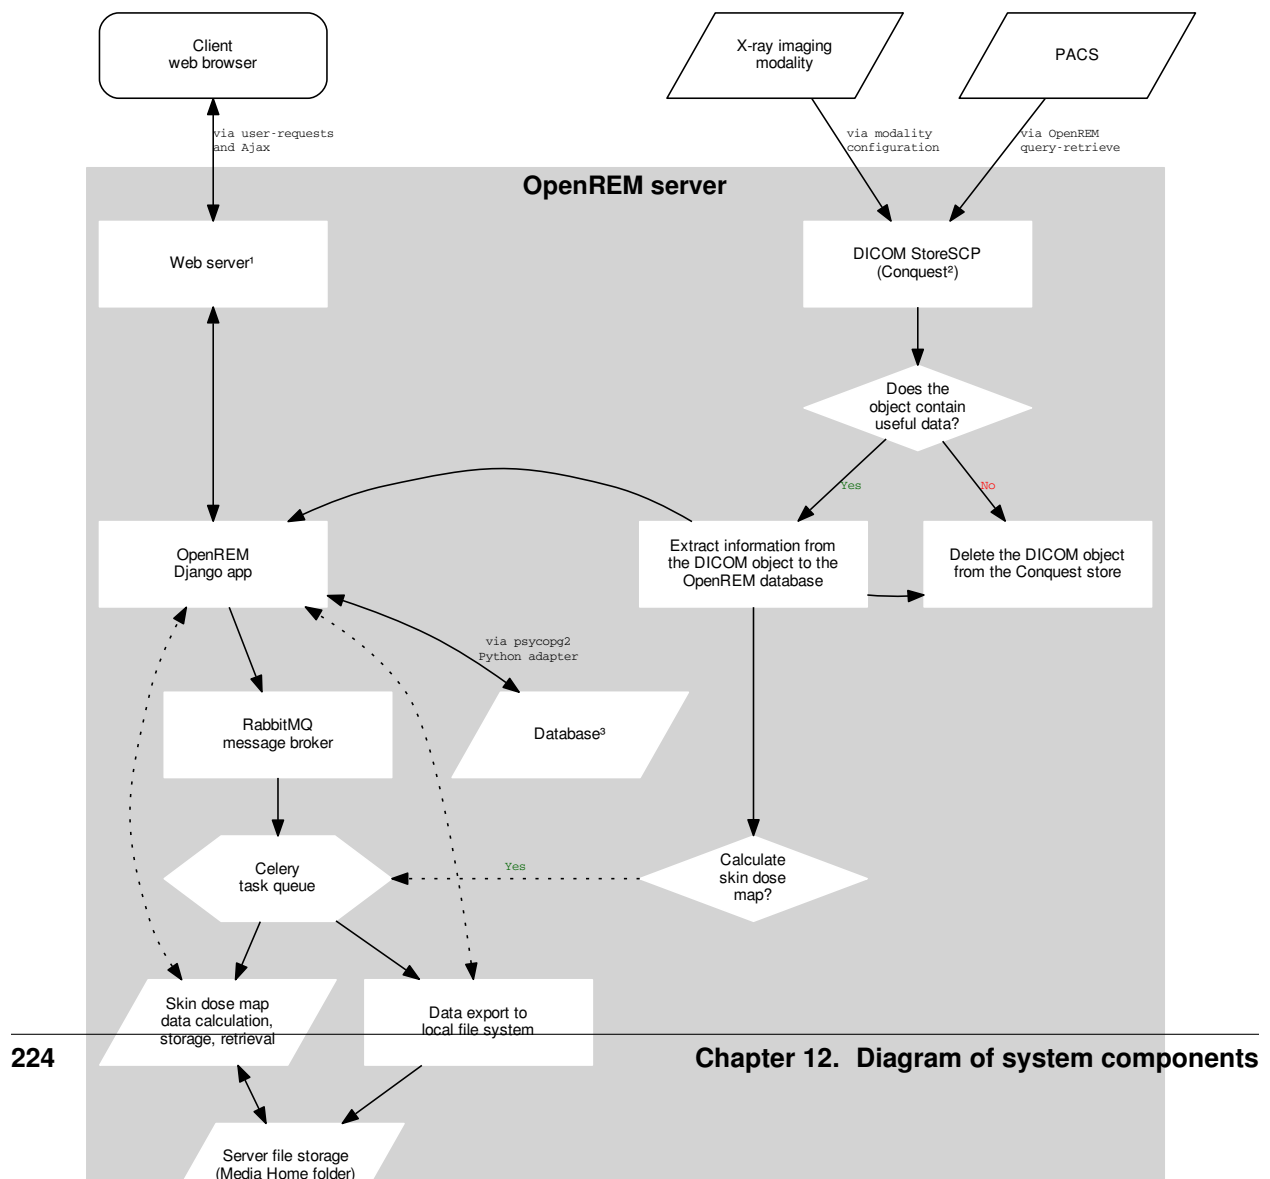 Client
web browser
X-ray imaging
modality
PACS
via user-requests
and Ajax
via modality
configuration
via OpenREM
query-retrieve
OpenREM server
Web server¹
DICOM StoreSCP
(Conquest²)
Does the
object contain
useful data?
Yes
No
OpenREM
Django app
Extract information from
the DICOM object to the
OpenREM database
Delete the DICOM object
from the Conquest store
via psycopg2
Python adapter
RabbitMQ
message broker
Database³
Celery
task queue
Yes
Calculate
skin dose
map?
Skin dose map
data calculation,
storage, retrieval
Data export to
local file system
224
Chapter 12. Diagram of system components
Server file storage
(Media Home folder)